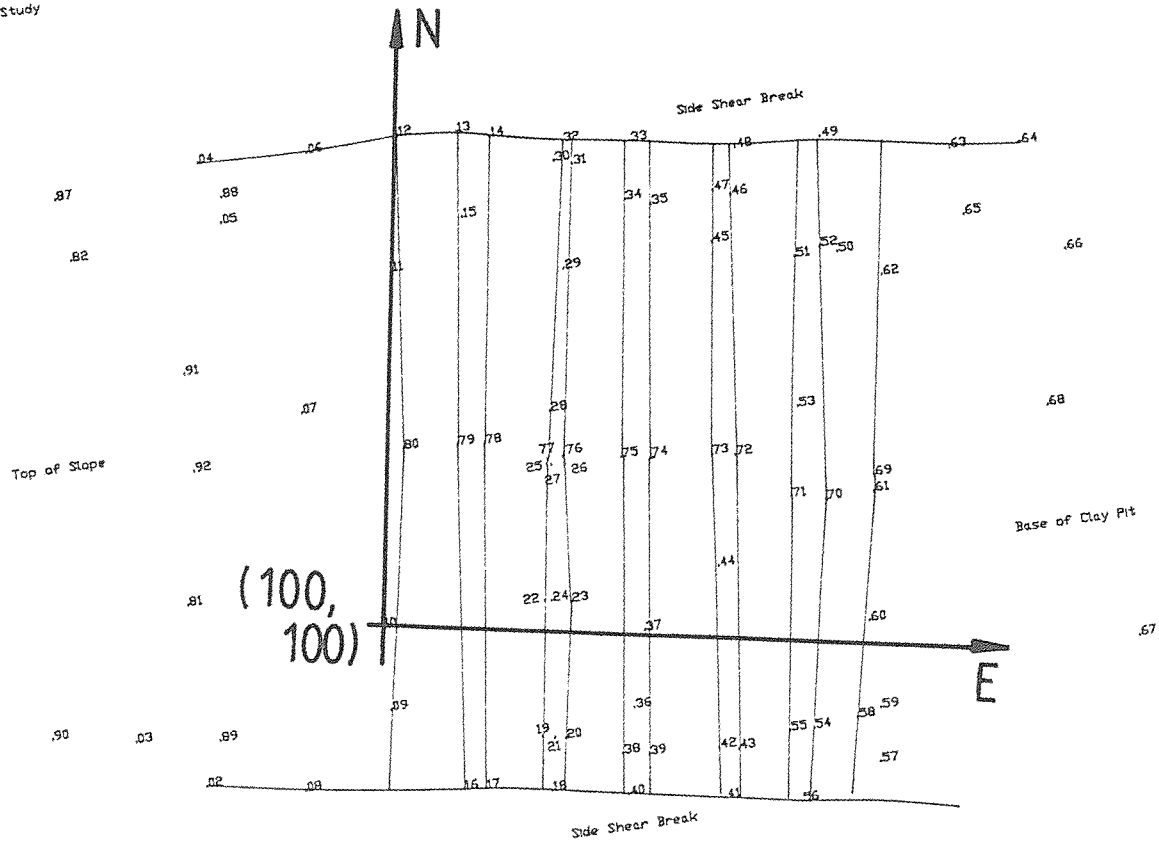 Study
N
Side Shear Break
.12 .13 .14 .32 .33 .48 .49 .63 .64
.04 .06 .30 .31
.87 .88 .34 .35 .47 .46
.05 .15 .65
.82 .45 .51 .52 .50 .66
.11 .29 .62
.91
.07 .28 .53 .68
.80 .79 .78 .77 .76 .75 .74 .73 .72
Top of Slope .92 25 . 26 .69
27 .71 .70 .61
Base of Clay Pit
.44
.81 (100, 22 . .24 .23
100) .37 .60 .67
E
.09 .36 .58 .59
.90 .03 .89 19 . .20 .55 .54
21 .38 .39 .42 .43 .57
.02 .08 .16 .17 .18 .40 .41 .56
Side Shear Break